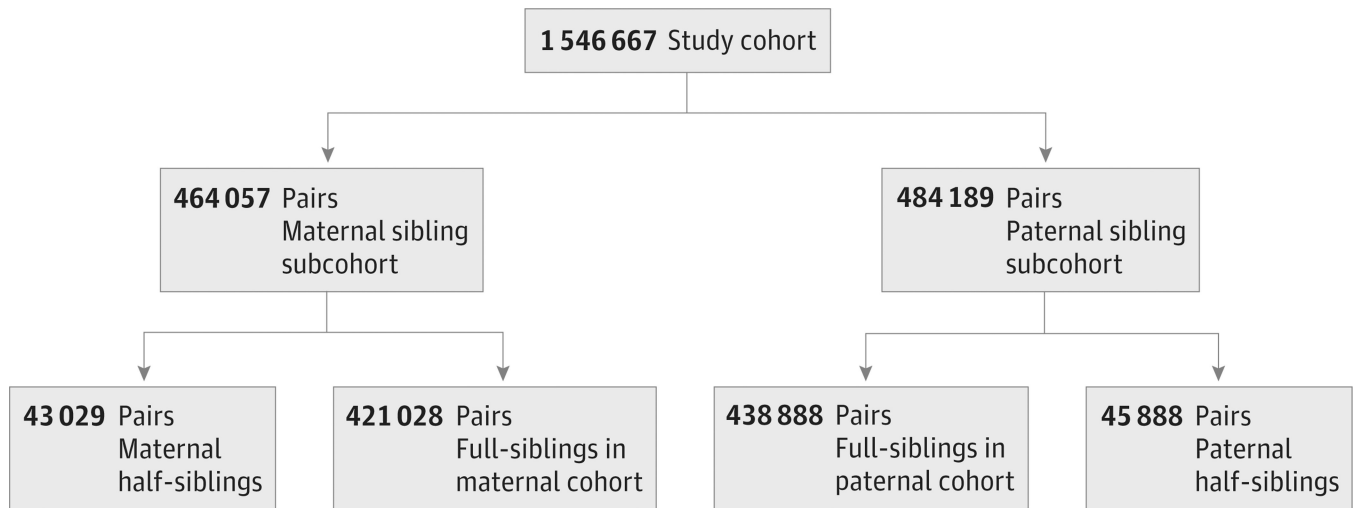 1 546 667 Study cohort
464 057 Pairs
Maternal sibling
subcohort
484 189 Pairs
Paternal sibling
subcohort
43 029 Pairs
Maternal
half-siblings
421 028 Pairs
Full-siblings in
maternal cohort
438 888 Pairs
Full-siblings in
paternal cohort
45 888 Pairs
Paternal
half-siblings